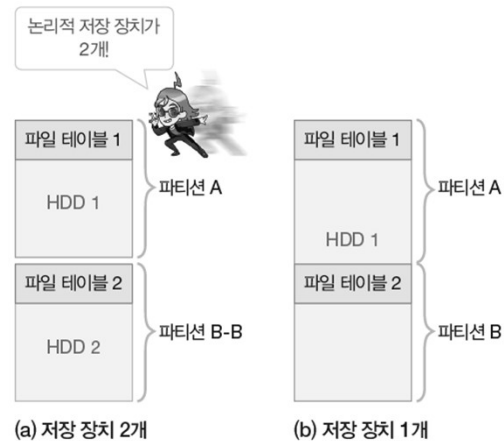 논리적 저장 장치가
2개!
파일 테이블 1
HDD 1
파티션 A
파일 테이블 2
HDD 2
파티션 B-B
(a) 저장 장치 2개
파일 테이블 1
HDD 1
파티션 A
파일 테이블 2
파티션 B
(b) 저장 장치 1개